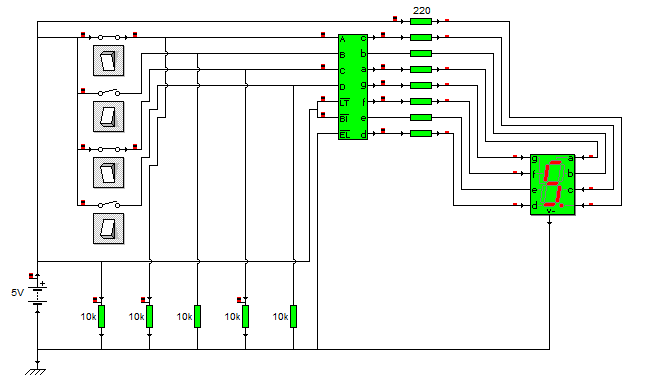 220
A c
B b
C a
D g
LT f
BI e
EL d
g a
f b
e c
d
V-
5V +
10k 10k 10k 10k 10k